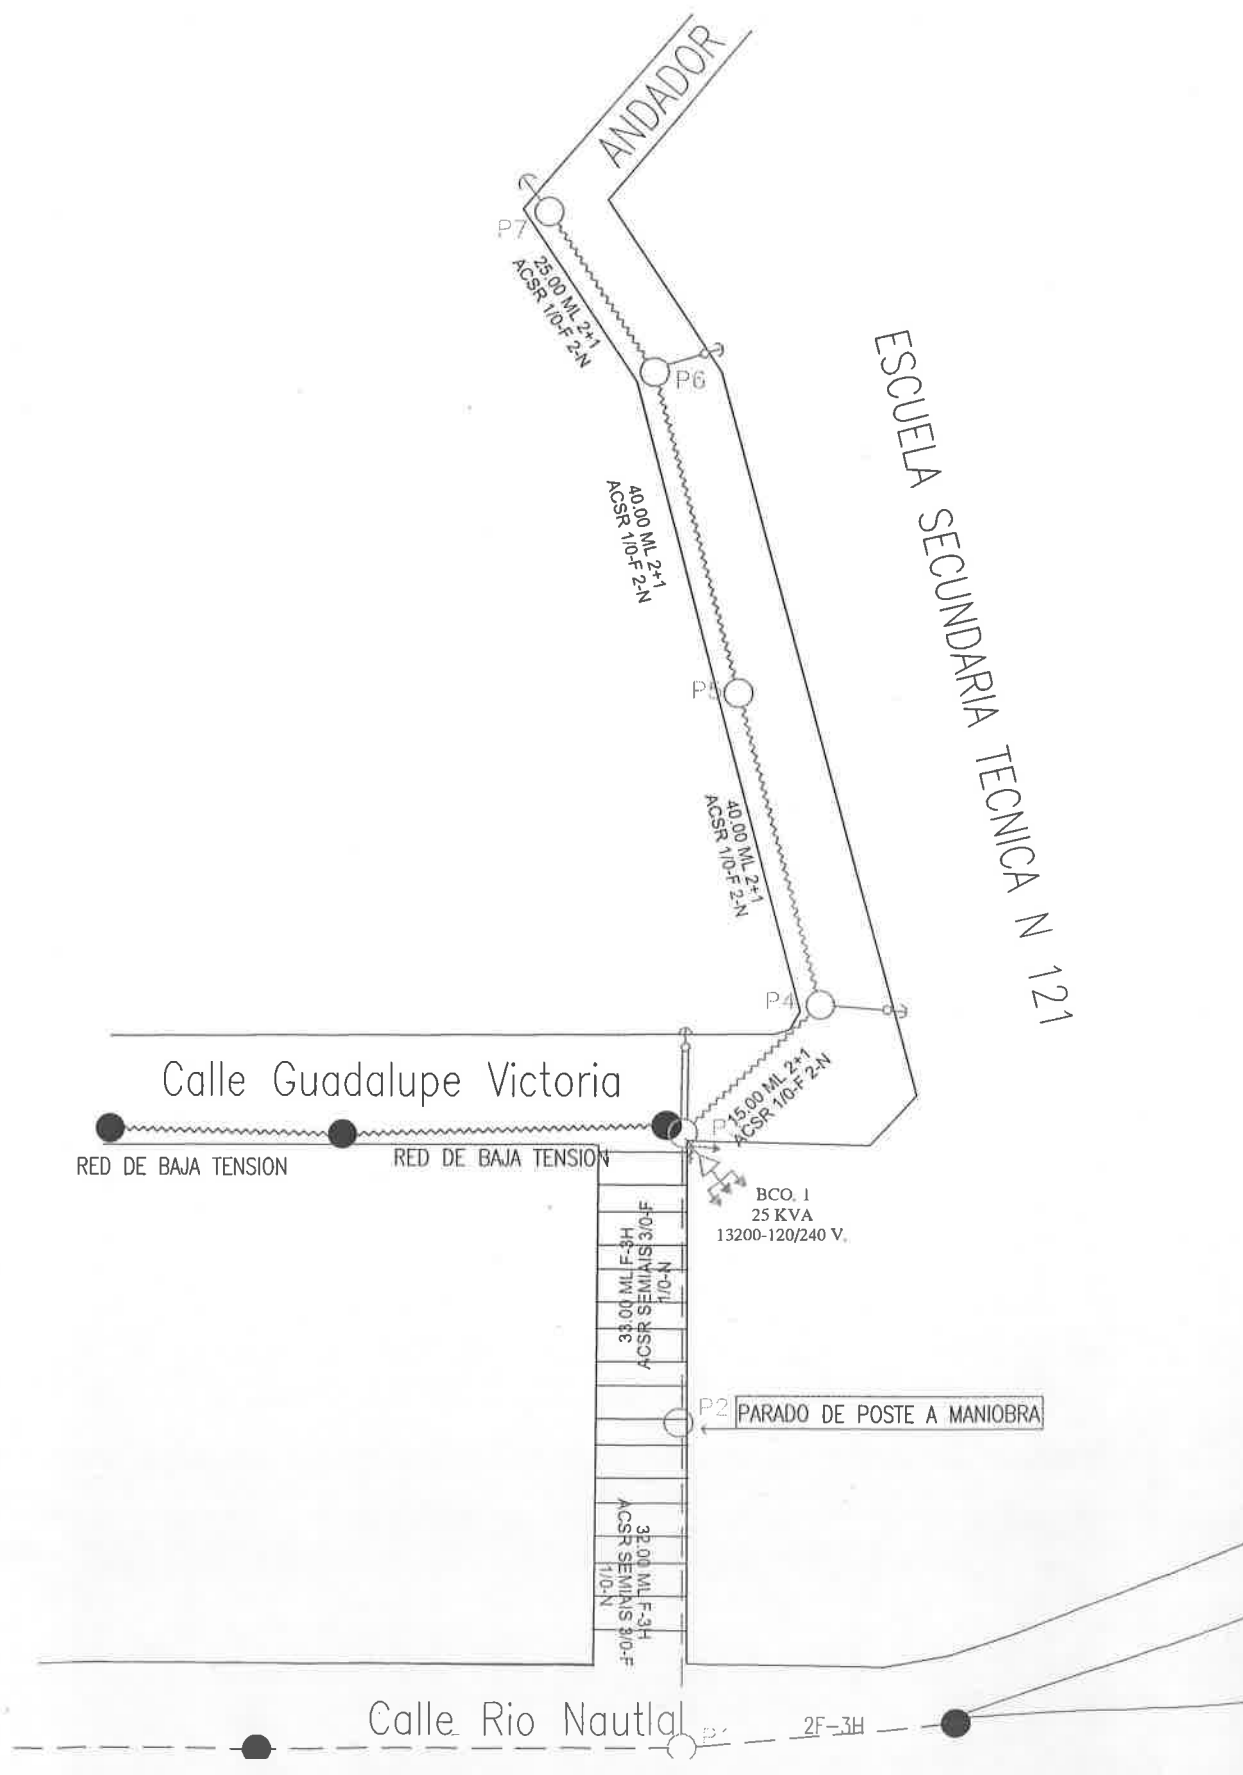 ANDADOR
P7
25.00 ML 2+1
ACSR 1/0-F 2-N
P6
ESCUELA SECUNDARIA TECNICA N 121
40.00 ML 2+1
ACSR 1/0-F 2-N
P5
40.00 ML 2+1
ACSR 1/0-F 2-N
P4
Calle Guadalupe Victoria
15.00 ML 2+1
ACSR 1/0-F 2-N
RED DE BAJA TENSION
RED DE BAJA TENSION
BCO. 1
25 KVA
13200-120/240 V.
33.00 ML F-3H
ACSR SEMIAIS 3/0-F
1/0-N
P2
PARADO DE POSTE A MANIOBRA
32.00 ML F-3H
ACSR SEMIAIS 3/0-F
1/0-N
Calle Rio Nautlal
2F-3H